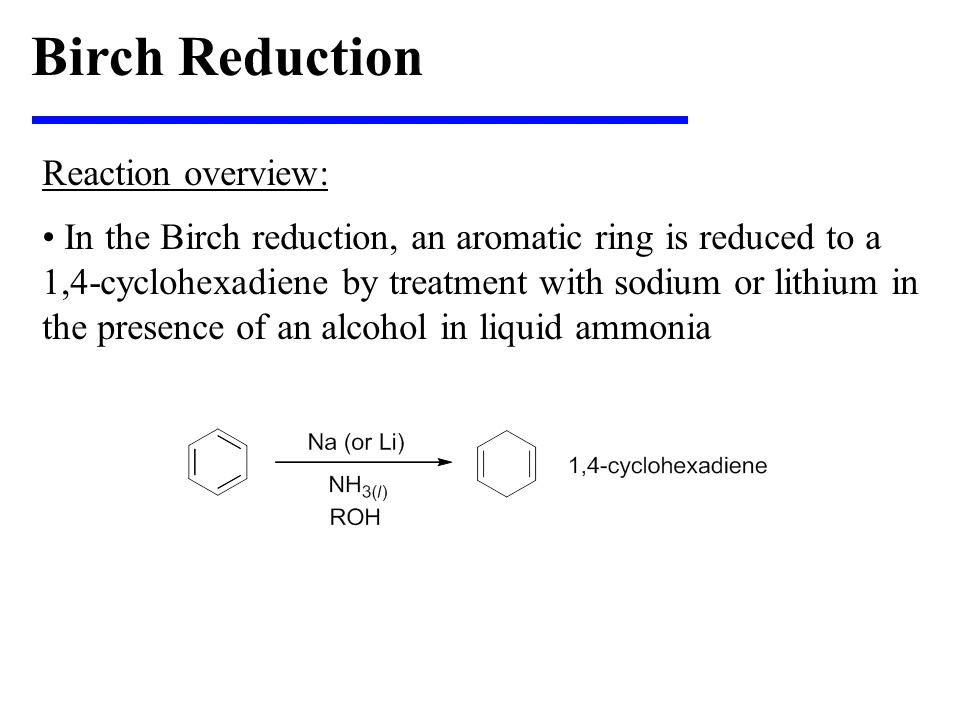 Birch Reduction
Reaction overview:
• In the Birch reduction, an aromatic ring is reduced to a
1,4-cyclohexadiene by treatment with sodium or lithium in
the presence of an alcohol in liquid ammonia
Na (or Li)
NH3(l)
ROH
1,4-cyclohexadiene